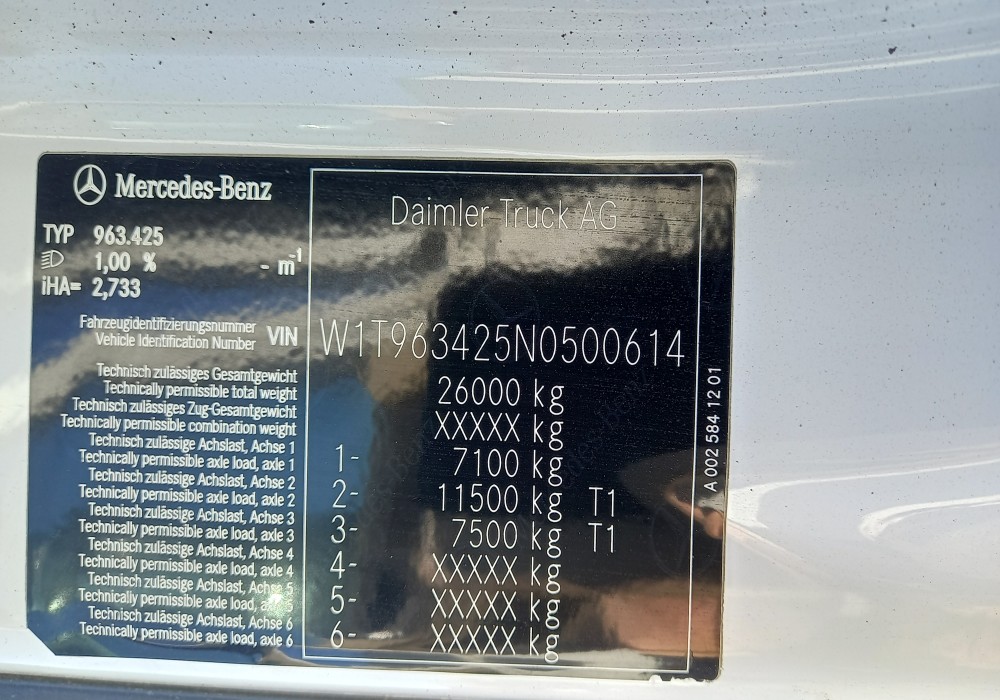 Mercedes-Benz
Daimler Truck AG
TYP 963.425
1,00 % - m⁻¹
iHA= 2,733
Fahrzeugidentifizierungsnummer
Vehicle Identification Number VIN W1T963425N0500614
Technisch zulässiges Gesamtgewicht
Technically permissible total weight 26000 kg
Technisch zulässiges Zug-Gesamtgewicht
Technically permissible combination weight XXXXX kg
Technisch zulässige Achslast, Achse 1
Technically permissible axle load, axle 1 1- 7100 kg
Technisch zulässige Achslast, Achse 2
Technically permissible axle load, axle 2 2- 11500 kg T1
Technisch zulässige Achslast, Achse 3
Technically permissible axle load, axle 3 3- 7500 kg T1
Technisch zulässige Achslast, Achse 4
Technically permissible axle load, axle 4 4- XXXXX kg
Technisch zulässige Achslast, Achse 5
Technically permissible axle load, axle 5 5- XXXXX kg
Technisch zulässige Achslast, Achse 6
Technically permissible axle load, axle 6 6- XXXXX kg
A 002 584 12 01